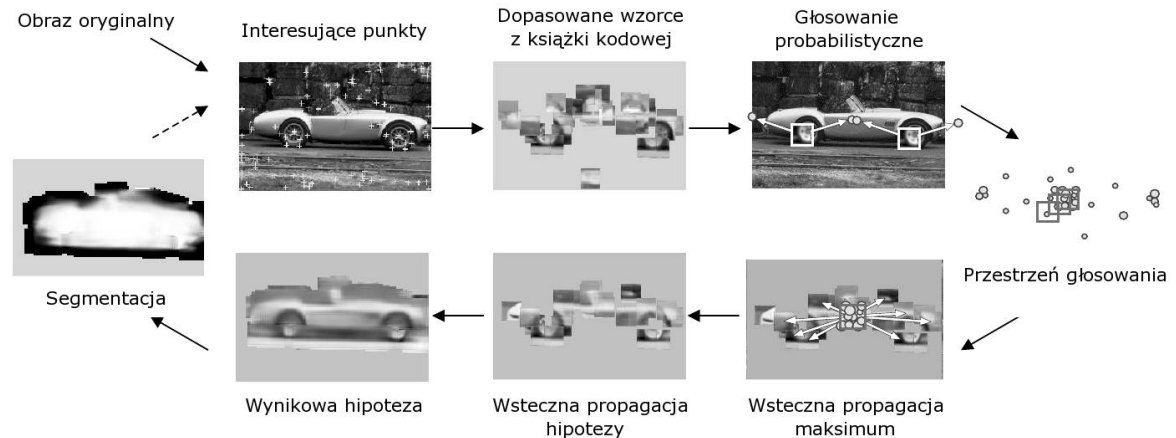 Obraz oryginalny
Interesujące punkty
Dopasowane wzorce
z książki kodowej
Głosowanie
probabilistyczne
Przestrzeń głosowania
Segmentacja
Wynikowa hipoteza
Wsteczna propagacja
hipotezy
Wsteczna propagacja
maksimum